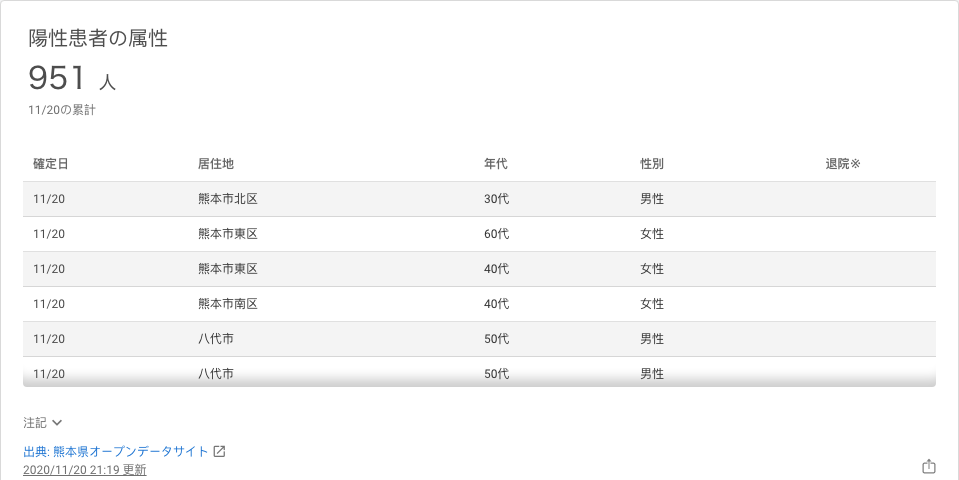 陽性患者の属性
951 人
11/20の累計
確定日 居住地 年代 性別 退院※
11/20 熊本市北区 30代 男性
11/20 熊本市東区 60代 女性
11/20 熊本市東区 40代 女性
11/20 熊本市南区 40代 女性
11/20 八代市 50代 男性
11/20 八代市 50代 男性
注記
出典: 熊本県オープンデータサイト
2020/11/20 21:19 更新